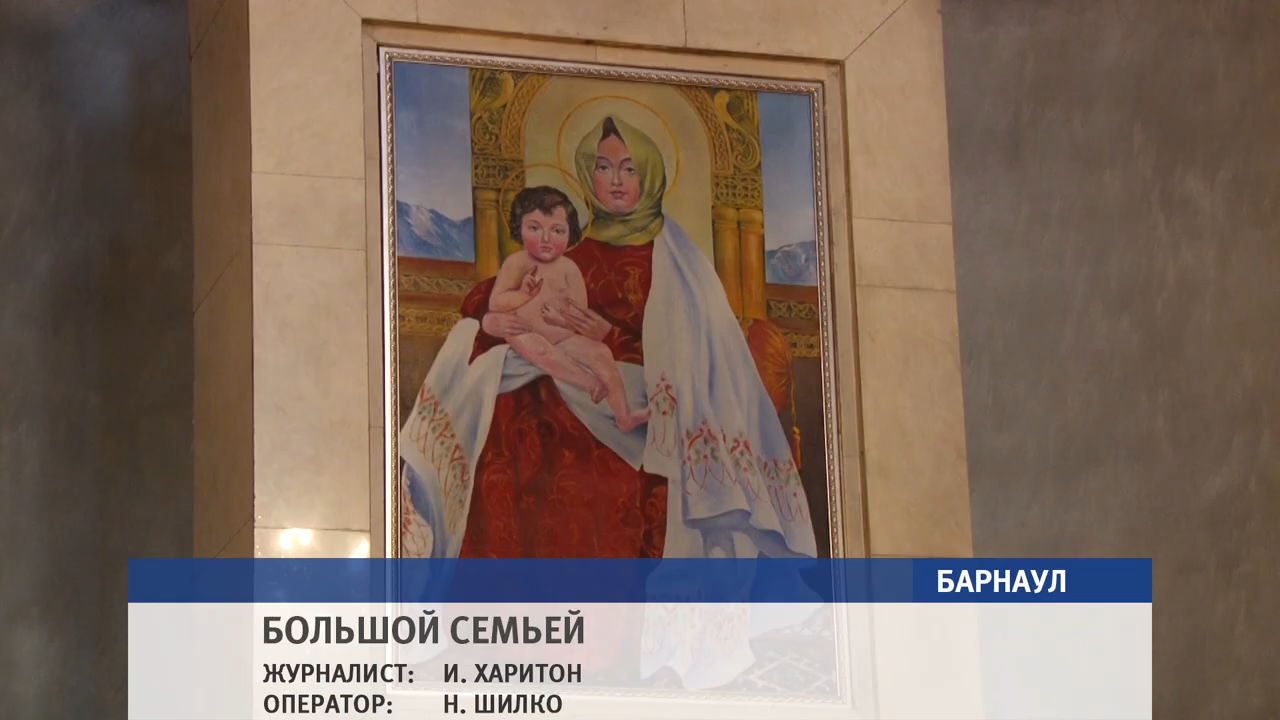 БАРНАУЛ
БОЛЬШОЙ СЕМЬЕЙ
ЖУРНАЛИСТ: И. ХАРИТОН
ОПЕРАТОР: Н. ШИЛКО